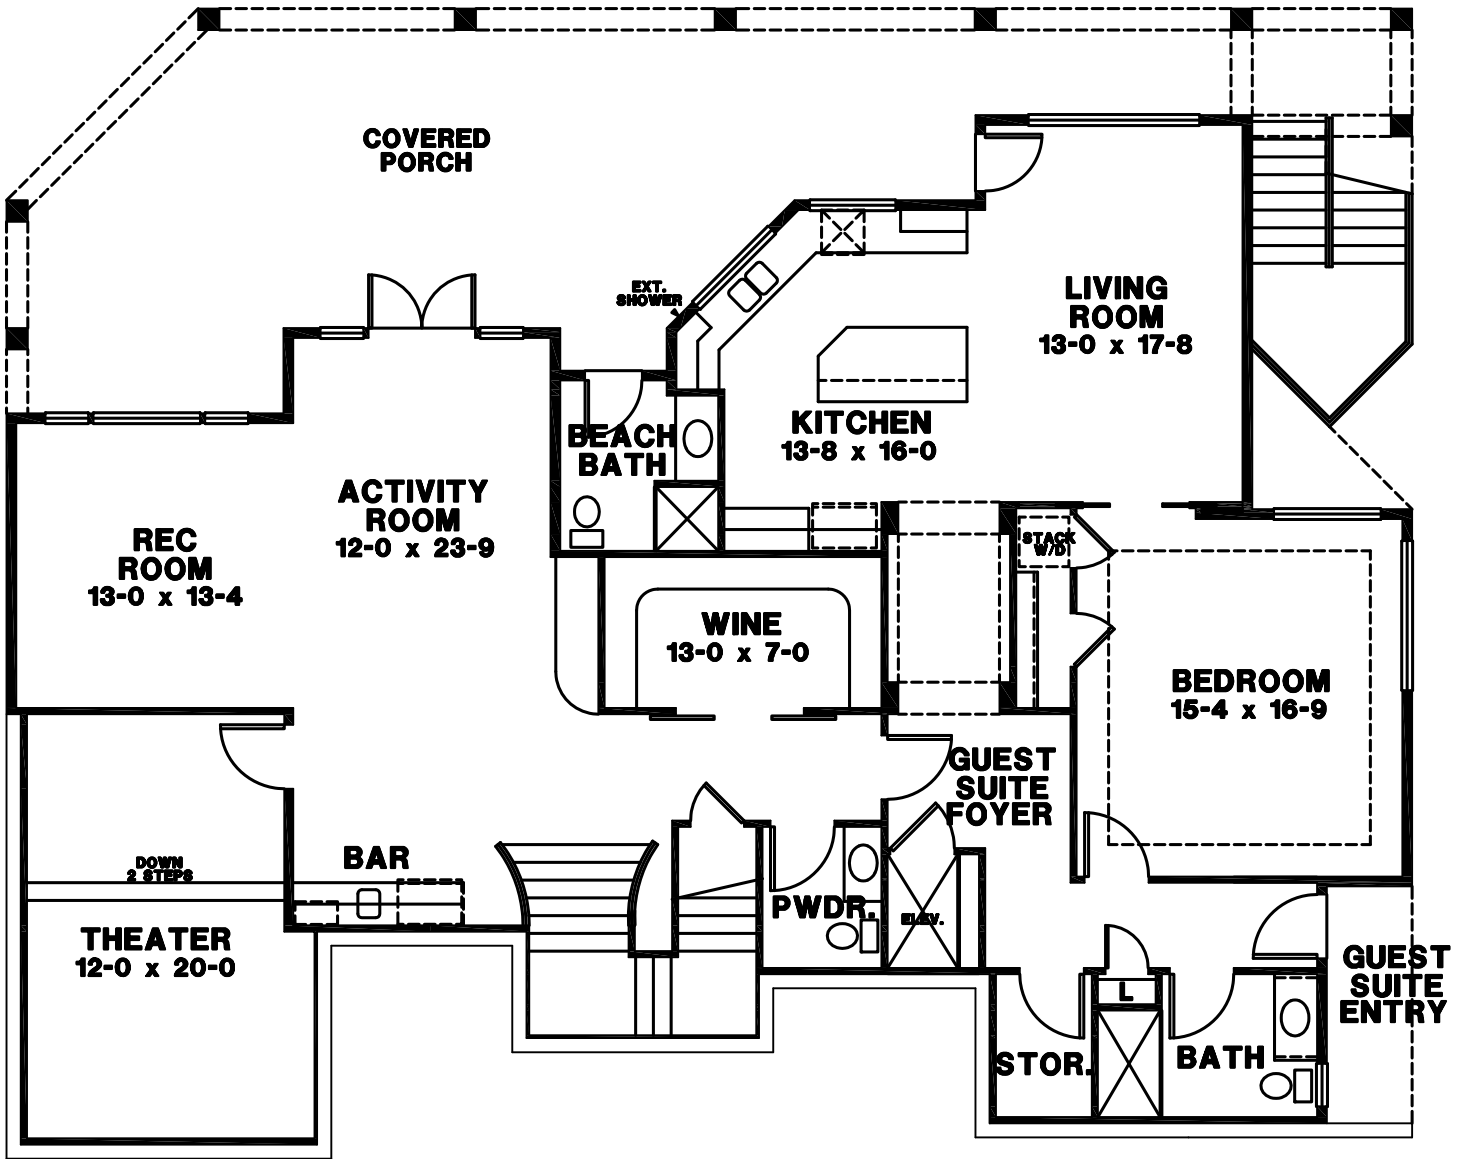 COVERED
PORCH
EXT.
SHOWER
LIVING
ROOM
13-0 x 17-8
KITCHEN
13-8 x 16-0
BEACH
BATH
ACTIVITY
ROOM
12-0 x 23-9
REC
ROOM
13-0 x 13-4
STACK
W/D
WINE
13-0 x 7-0
BEDROOM
15-4 x 16-9
GUEST
SUITE
FOYER
BAR
DOWN
2 STEPS
PWDR.
ELEV.
THEATER
12-0 x 20-0
GUEST
SUITE
ENTRY
L
STOR.
BATH